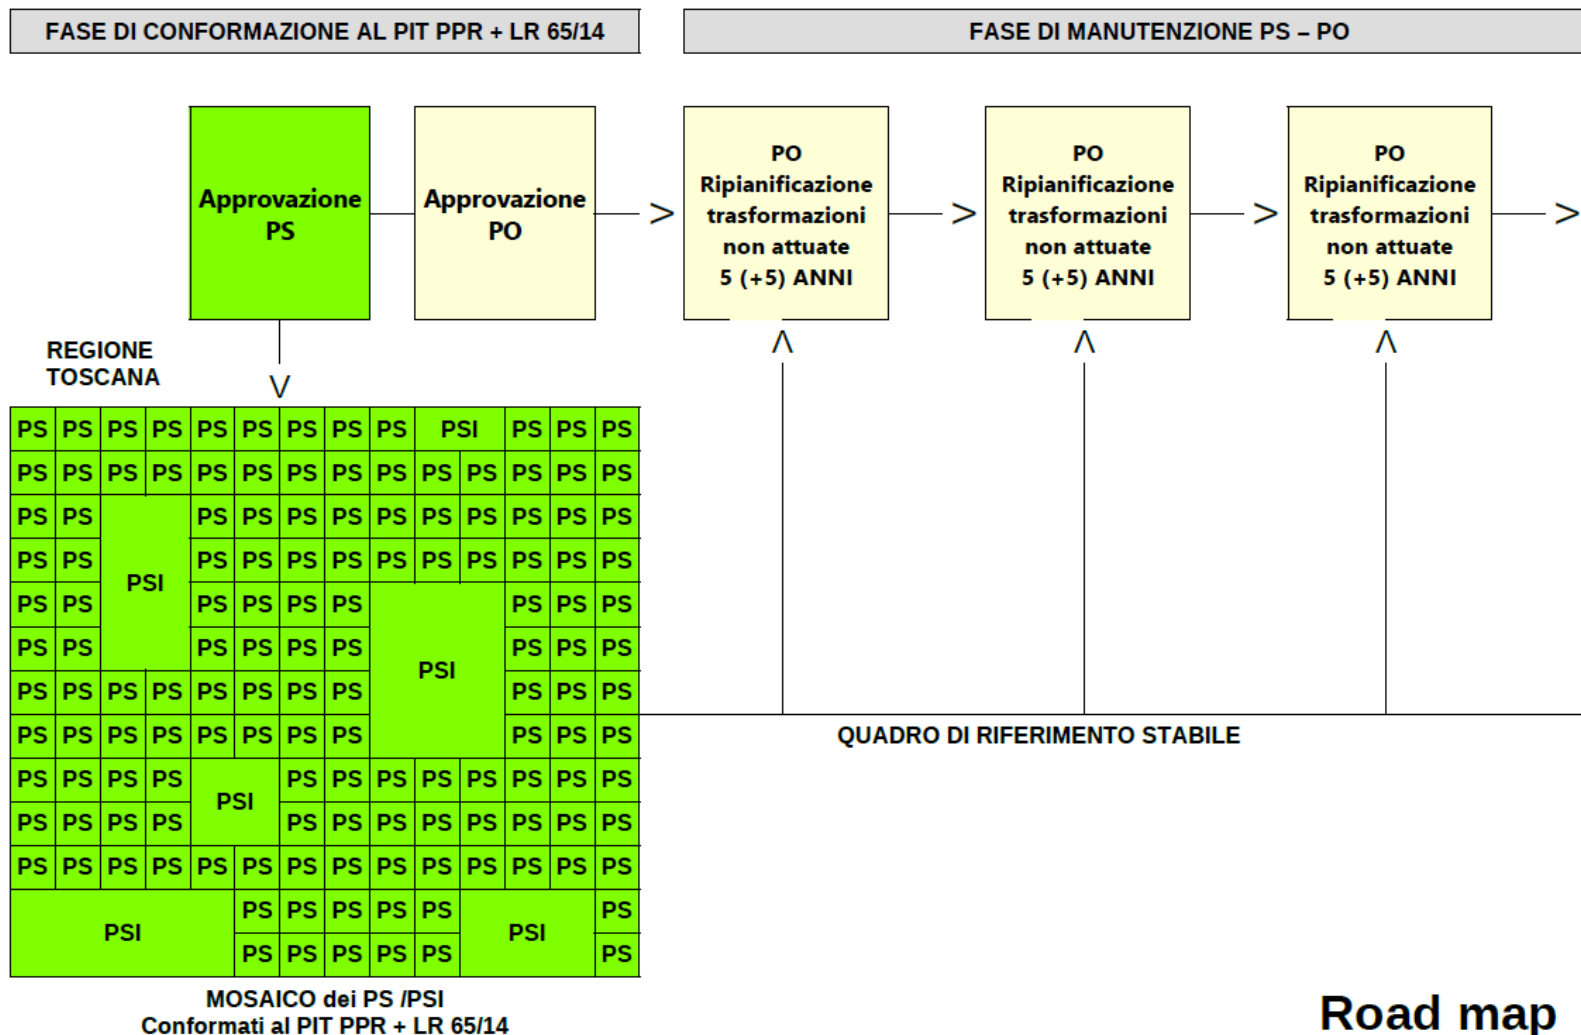 FASE DI CONFORMAZIONE AL PIT PPR + LR 65/14
FASE DI MANUTENZIONE PS – PO
Approvazione
PS
Approvazione
PO
>
PO
Ripianificazione
trasformazioni
non attuate
5 (+5) ANNI
>
PO
Ripianificazione
trasformazioni
non attuate
5 (+5) ANNI
>
PO
Ripianificazione
trasformazioni
non attuate
5 (+5) ANNI
>
REGIONE
TOSCANA
PS PS PS PS PS PS PS PS PS PSI PS PS PS
PS PS PS PS PS PS PS PS PS PS PS PS PS PS
PS PS PS PS PS PS PS PS PS PS PS PS
PS PS PS PS PS PS PS PS PS PS PS PS
PSI
PS PS PS PS PS PS PS PS PS
PS PS PS PS PS PS PS PS PS
PSI
PS PS PS PS PS PS PS PS PS PS PS
PS PS PS PS PS PS PS PS PS PS PS
PS PS PS PS PS PS PS PS PS PS PS PS
PSI
PS PS PS PS PS PS PS PS PS PS PS PS
PS PS PS PS PS PS PS PS PS PS PS PS PS PS
PS PS PS PS PS PS
PSI PSI
PS PS PS PS PS PS
QUADRO DI RIFERIMENTO STABILE
MOSAICO dei PS /PSI
Conformati al PIT PPR + LR 65/14
Road map